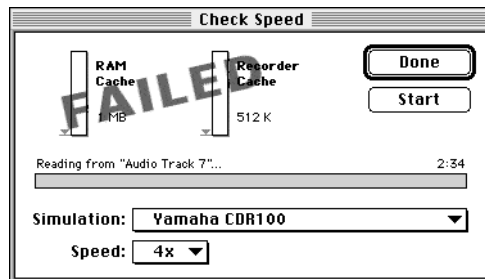 Check Speed
RAM Cache
1 MB
Recorder Cache
512 K
FAILED
Done
Start
Reading from "Audio Track 7"... 2:34
Simulation: Yamaha CDR100
Speed: 4x